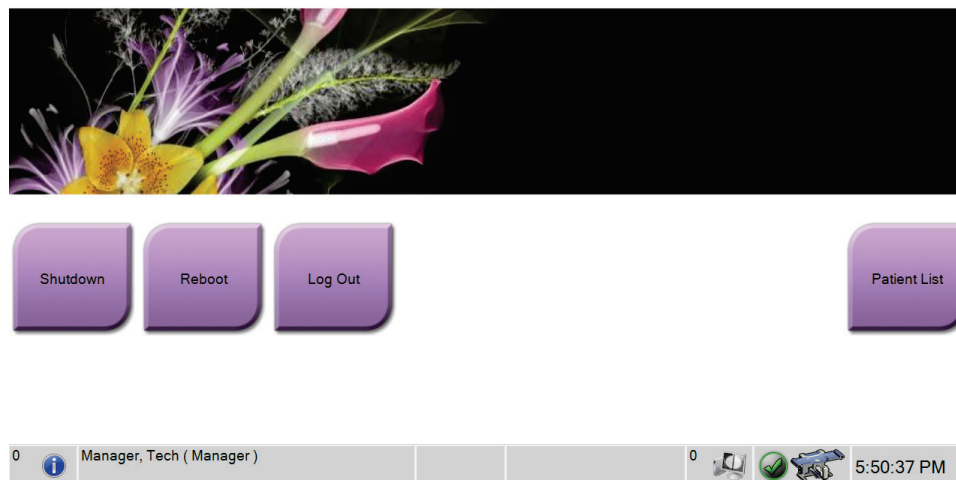 Shutdown
Reboot
Log Out
Patient List
0
Manager, Tech ( Manager )
0
5:50:37 PM